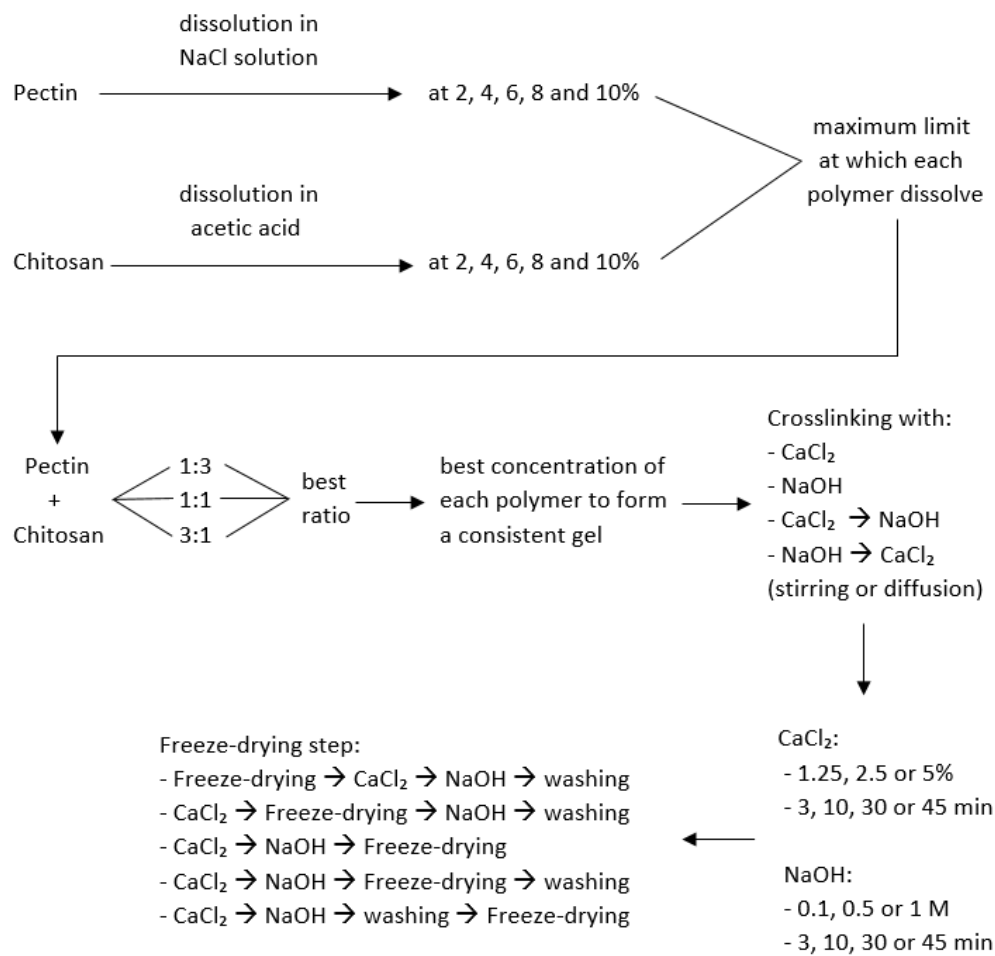 dissolution in
NaCl solution
Pectin
at 2, 4, 6, 8 and 10%
maximum limit
at which each
polymer dissolve
dissolution in
acetic acid
Chitosan
at 2, 4, 6, 8 and 10%
Pectin
+
Chitosan
1:3
1:1
3:1
best
ratio
best concentration of
each polymer to form
a consistent gel
Crosslinking with:
- CaCl₂
- NaOH
- CaCl₂ → NaOH
- NaOH → CaCl₂
(stirring or diffusion)
CaCl₂:
- 1.25, 2.5 or 5%
- 3, 10, 30 or 45 min
NaOH:
- 0.1, 0.5 or 1 M
- 3, 10, 30 or 45 min
Freeze-drying step:
- Freeze-drying → CaCl₂ → NaOH → washing
- CaCl₂ → Freeze-drying → NaOH → washing
- CaCl₂ → NaOH → Freeze-drying
- CaCl₂ → NaOH → Freeze-drying → washing
- CaCl₂ → NaOH → washing → Freeze-drying